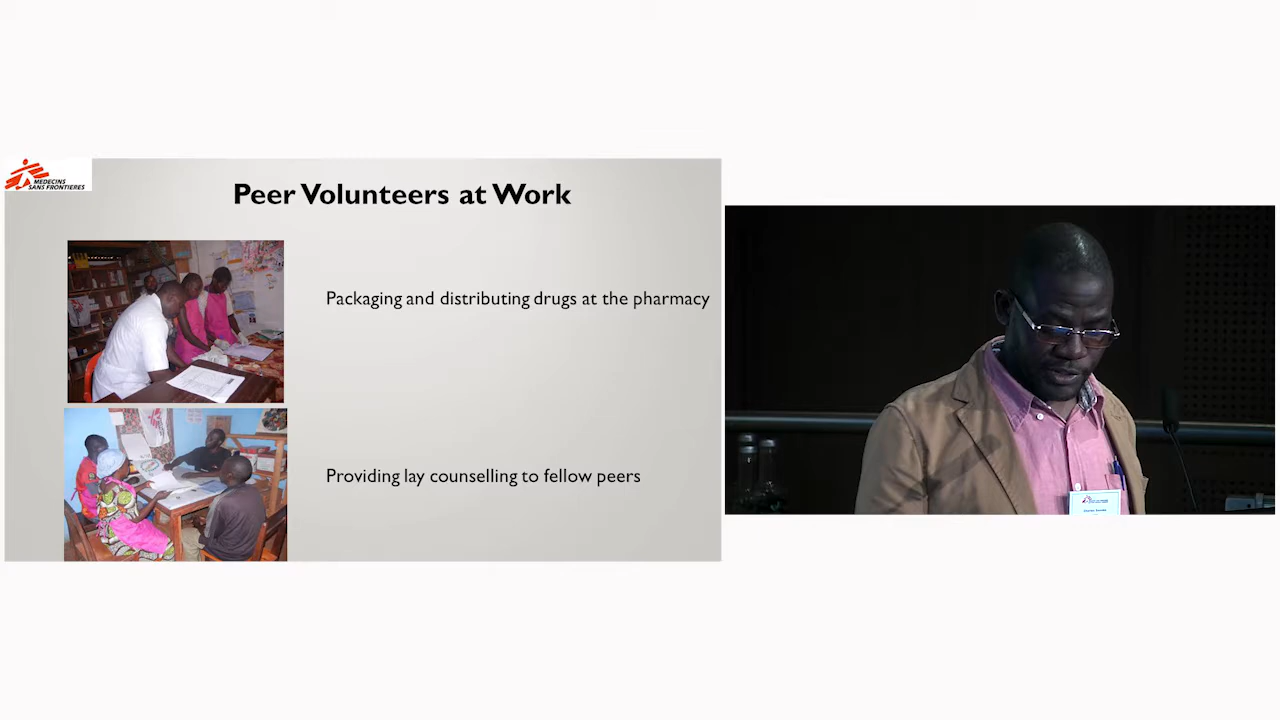 MEDECINS
SANS FRONTIERES
Peer Volunteers at Work
Packaging and distributing drugs at the pharmacy
Providing lay counselling to fellow peers